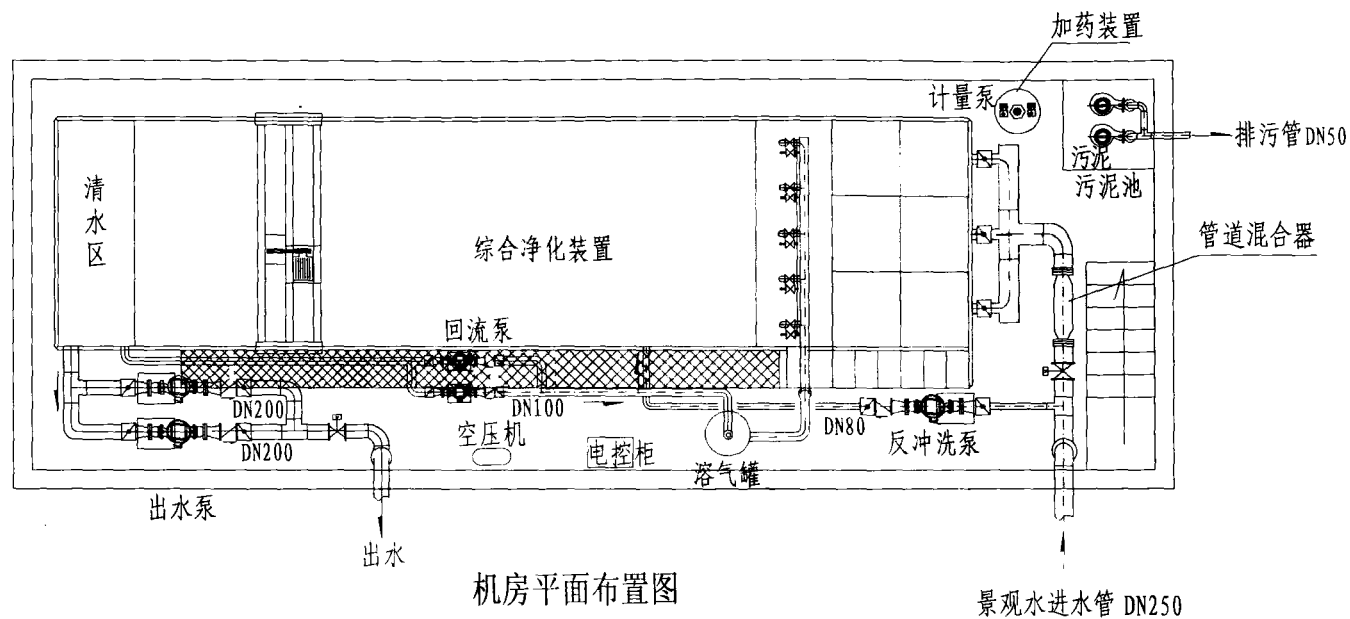 加药装置
计量泵
排污管DN50
污泥
污泥池
清水区
综合净化装置
管道混合器
回流泵
DN200
DN100
DN80
空压机
电控柜
溶气罐
反冲洗泵
DN200
出水泵
出水
机房平面布置图
景观水进水管 DN250